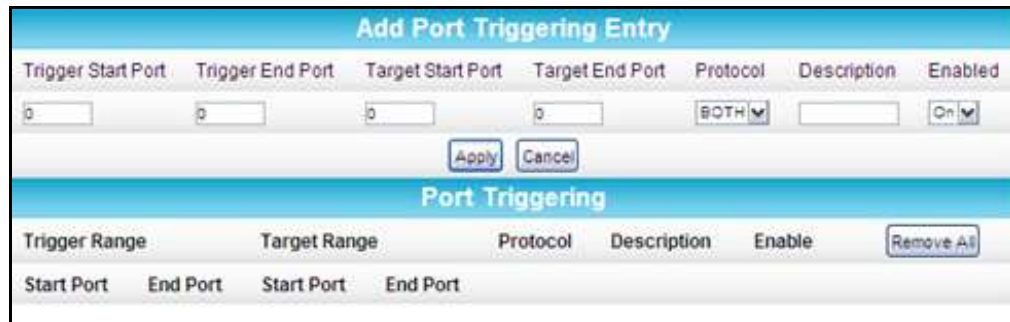 Add Port Triggering Entry
Trigger Start Port Trigger End Port Target Start Port Target End Port Protocol Description Enabled
0 0 0 0 BOTH On
Apply Cancel
Port Triggering
Trigger Range Target Range Protocol Description Enable Remove All
Start Port End Port Start Port End Port